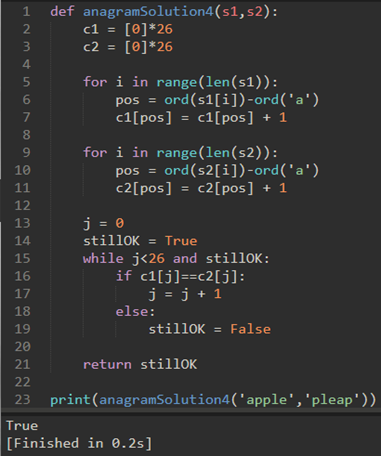 1 def anagramSolution4(s1,s2):
2     c1 = [0]*26
3     c2 = [0]*26
4
5     for i in range(len(s1)):
6         pos = ord(s1[i])-ord('a')
7         c1[pos] = c1[pos] + 1
8
9     for i in range(len(s2)):
10         pos = ord(s2[i])-ord('a')
11         c2[pos] = c2[pos] + 1
12
13     j = 0
14     stillOK = True
15     while j<26 and stillOK:
16         if c1[j]==c2[j]:
17             j = j + 1
18         else:
19             stillOK = False
20
21     return stillOK
22
23 print(anagramSolution4('apple','pleap'))
True
[Finished in 0.2s]